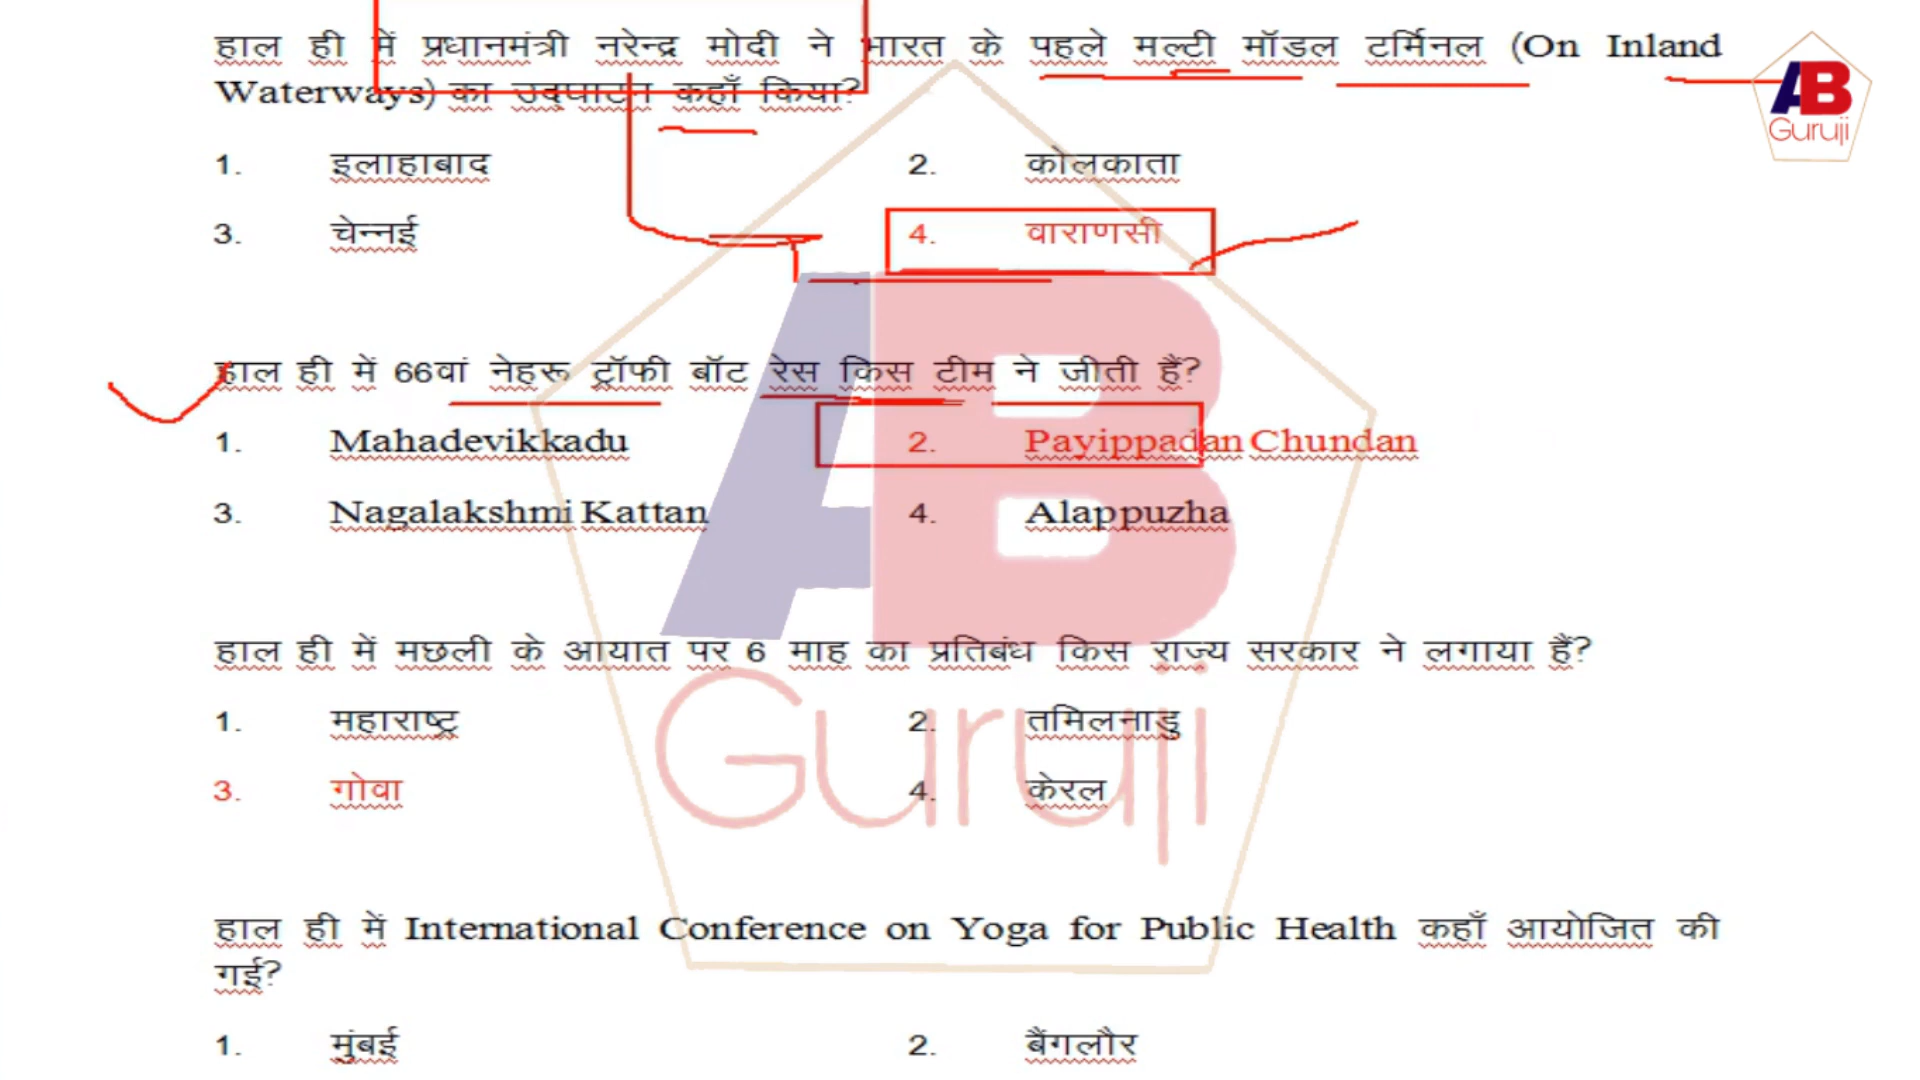 हाल ही में प्रधानमंत्री नरेन्द्र मोदी ने भारत के पहले मल्टी मॉडल टर्मिनल (On Inland
Waterways) का उद्घाटन कहाँ किया?
1. इलाहाबाद 2. कोलकाता
3. चेन्नई 4. वाराणसी
हाल ही में 66वां नेहरू ट्रॉफी बॉट रेस किस टीम ने जीती हैं?
1. Mahadevikkadu 2. Payippadan Chundan
3. Nagalakshmi Kattan 4. Alappuzha
हाल ही में मछली के आयात पर 6 माह का प्रतिबंध किस राज्य सरकार ने लगाया हैं?
1. महाराष्ट्र 2. तमिलनाडु
3. गोवा 4. केरल
हाल ही में International Conference on Yoga for Public Health कहाँ आयोजित की
गई?
1. मुंबई 2. बैंगलौर
AB
Guruji
AB
Guruji